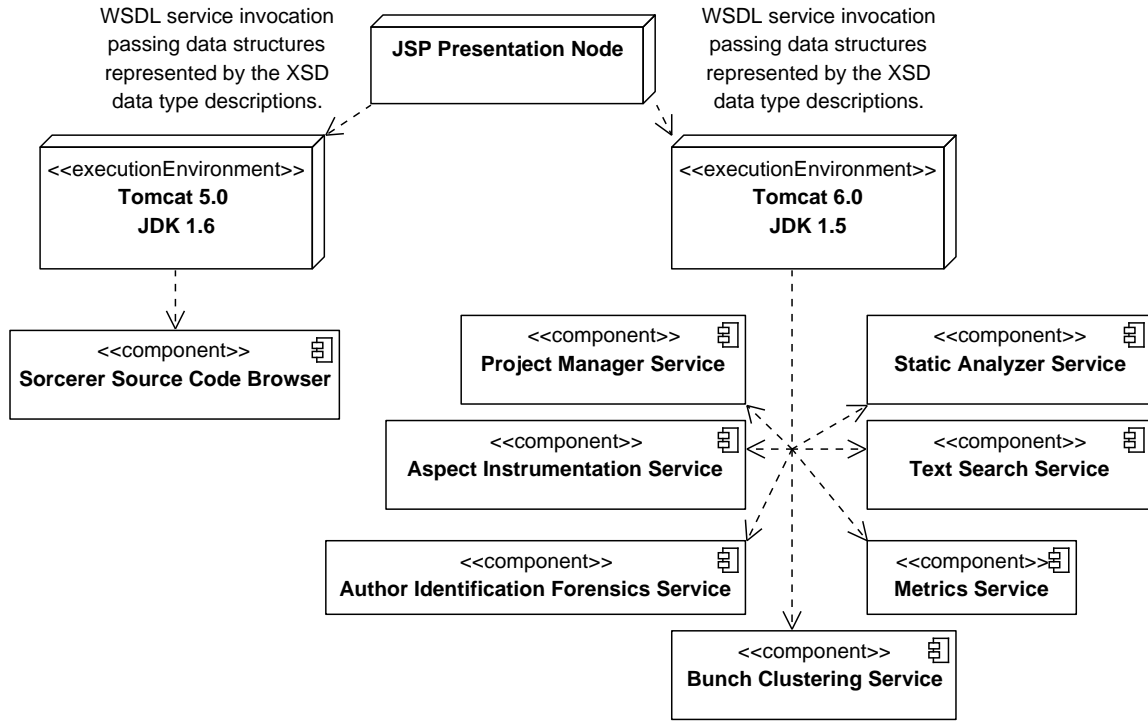 WSDL service invocation
passing data structures
represented by the XSD
data type descriptions.
JSP Presentation Node
WSDL service invocation
passing data structures
represented by the XSD
data type descriptions.
<<executionEnvironment>>
Tomcat 5.0
JDK 1.6
<<executionEnvironment>>
Tomcat 6.0
JDK 1.5
<<component>>
Sorcerer Source Code Browser
<<component>>
Project Manager Service
<<component>>
Static Analyzer Service
<<component>>
Aspect Instrumentation Service
<<component>>
Text Search Service
<<component>>
Author Identification Forensics Service
<<component>>
Metrics Service
<<component>>
Bunch Clustering Service